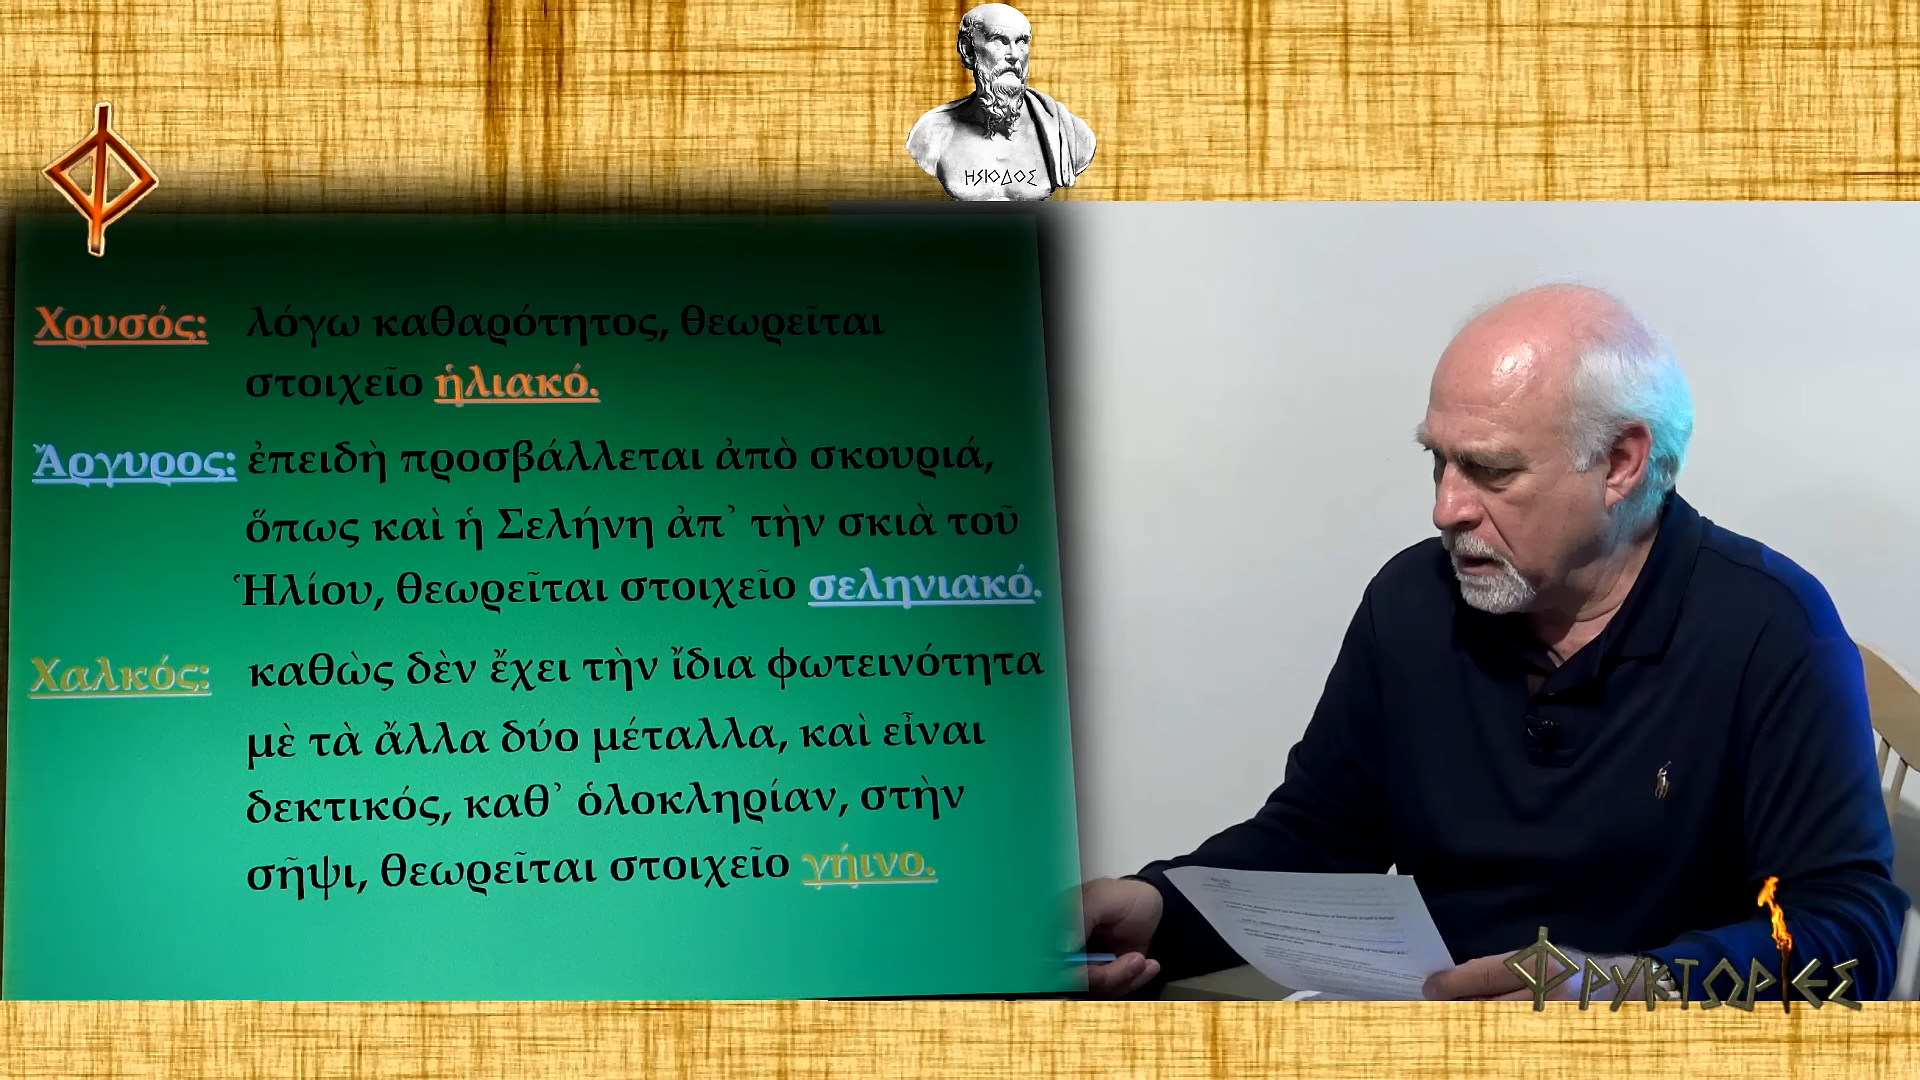 ΗΣΙΟΔΟΣ
Χρυσός: λόγω καθαρότητος, θεωρεῖται
στοιχεῖο ἡλιακό.
Ἄργυρος: ἐπειδὴ προσβάλλεται ἀπὸ σκουριά,
ὅπως καὶ ἡ Σελήνη ἀπ᾽ τὴν σκιὰ τοῦ
Ἡλίου, θεωρεῖται στοιχεῖο σεληνιακό.
Χαλκός: καθὼς δὲν ἔχει τὴν ἴδια φωτεινότητα
μὲ τὰ ἄλλα δύο μέταλλα, καὶ εἶναι
δεκτικός, καθ᾽ ὁλοκληρίαν, στὴν
σῆψι, θεωρεῖται στοιχεῖο γήινο.
ΦΡΥΚΤΩΡΙΕΣ